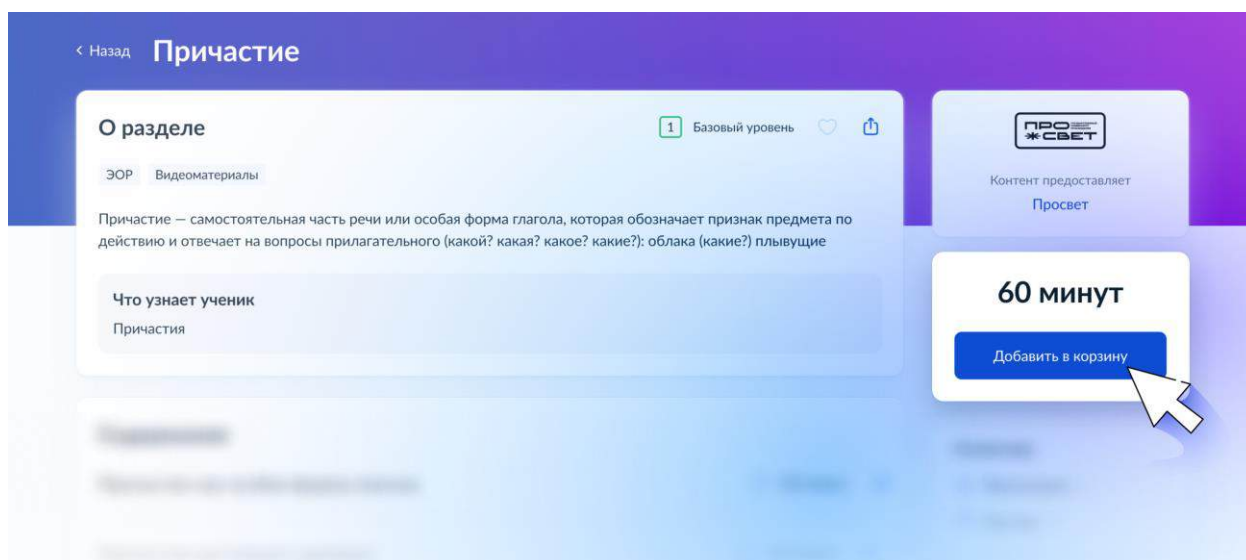 Назад
Причастие
О разделе
1 Базовый уровень
ЭОР Видеоматериалы
Причастие — самостоятельная часть речи или особая форма глагола, которая обозначает признак предмета по
действию и отвечает на вопросы прилагательного (какой? какая? какое? какие?): облака (какие?) плывущие
Что узнает ученик
Причастия
ПРО
СВЕТ
Контент предоставляет
Просвет
60 минут
Добавить в корзину